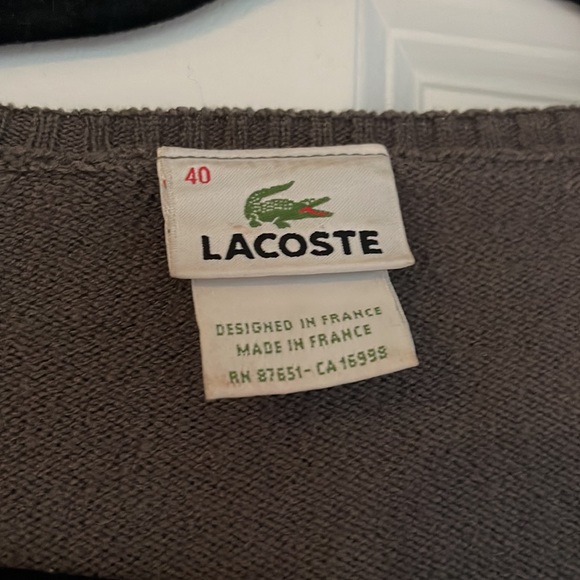 40
LACOSTE
DESIGNED IN FRANCE
MADE IN FRANCE
RN 87651-CA 16998